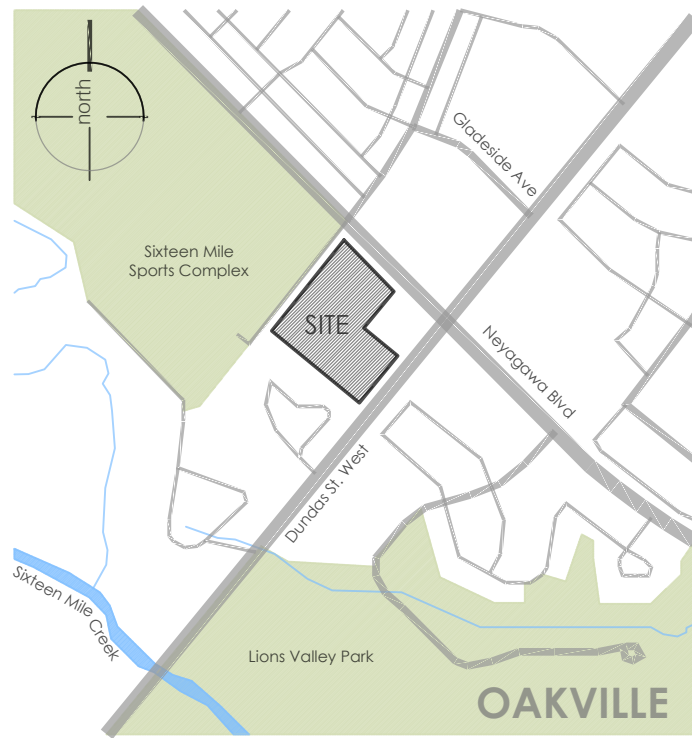 north
Gladeside Ave
Sixteen Mile
Sports Complex
SITE
Neyagawa Blvd
Dundas St. West
Sixteen Mile Creek
Lions Valley Park
OAKVILLE